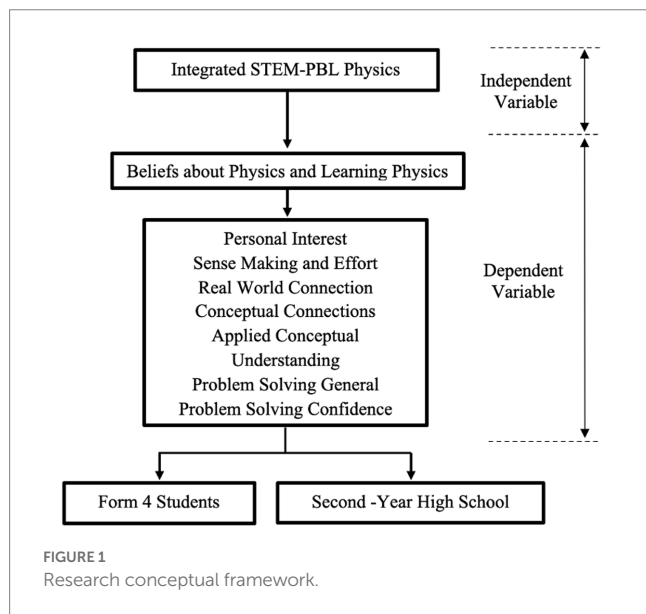 Integrated STEM-PBL Physics
Independent
Variable
Beliefs about Physics and Learning Physics
Personal Interest
Sense Making and Effort
Real World Connection
Conceptual Connections
Applied Conceptual
Understanding
Problem Solving General
Problem Solving Confidence
Dependent
Variable
Form 4 Students
Second -Year High School
FIGURE 1
Research conceptual framework.